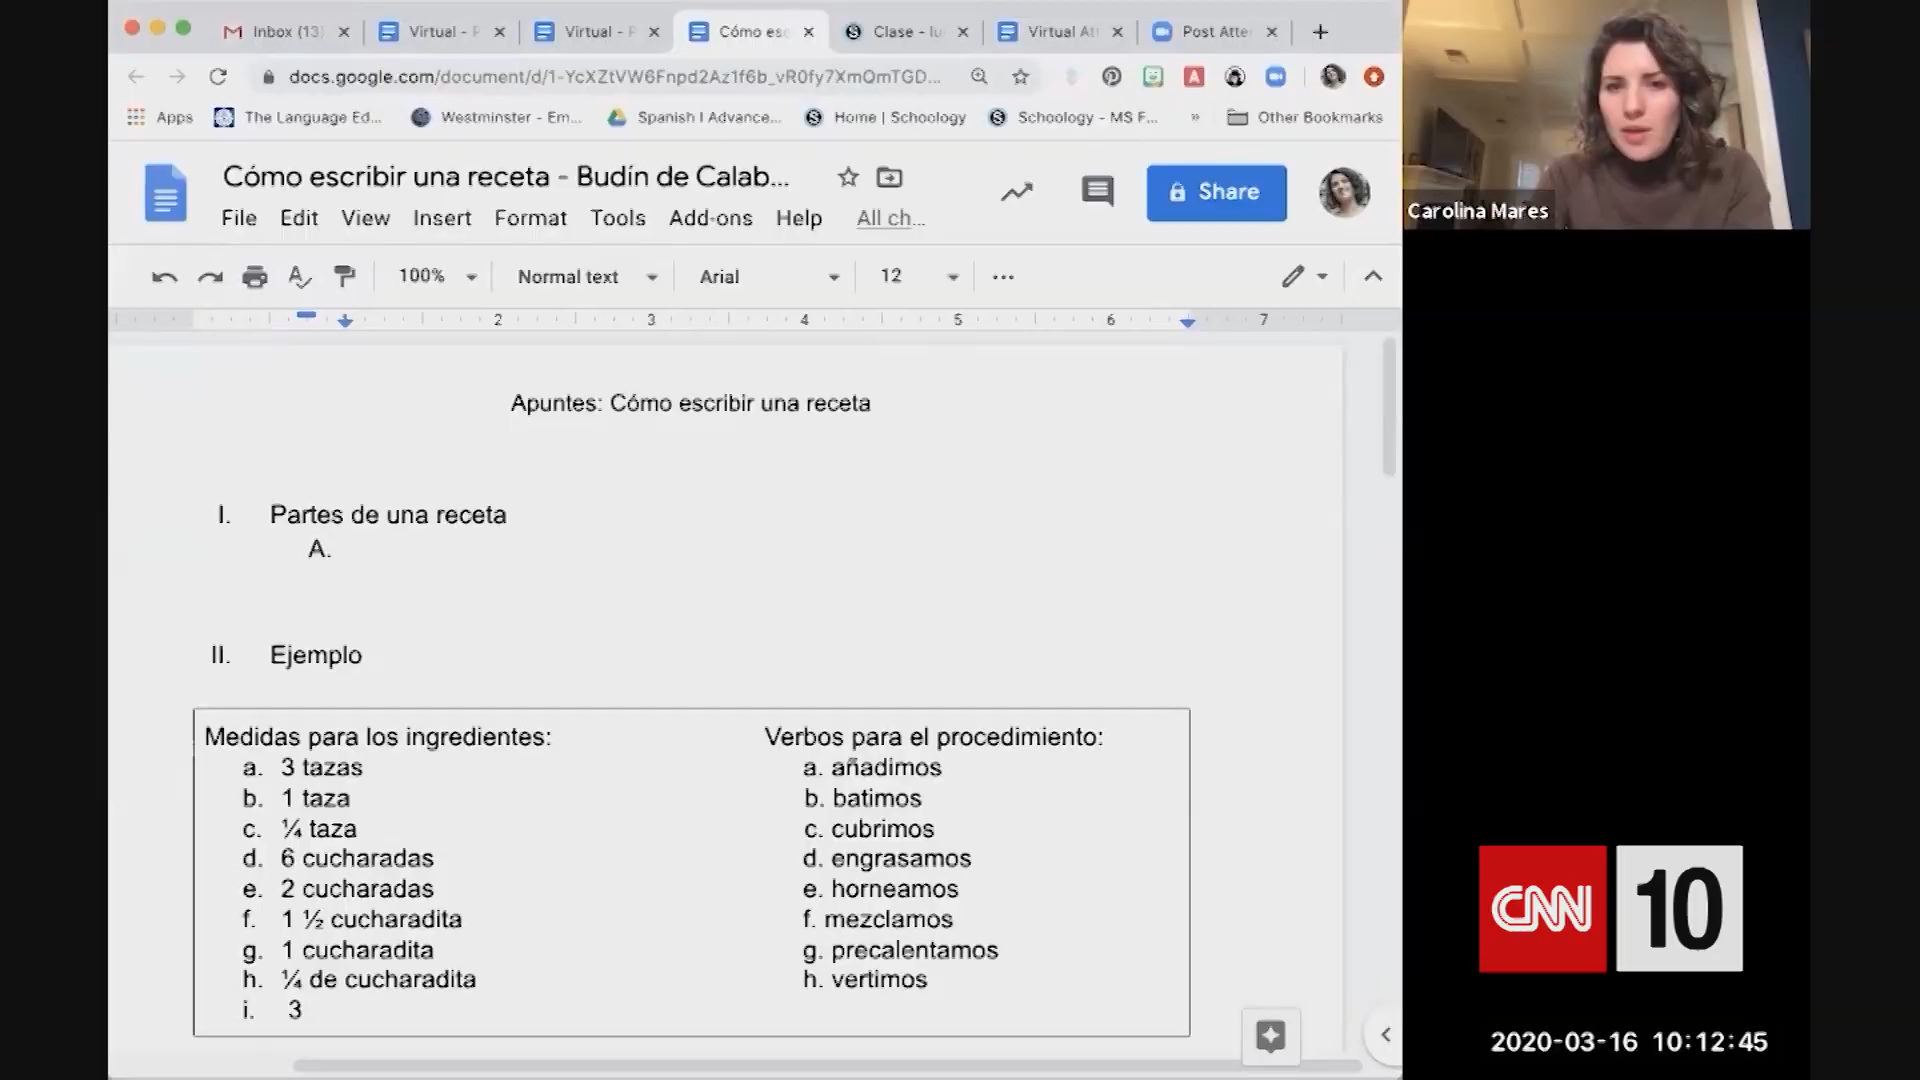 Inbox (13)
Virtual - P
Virtual - P
Cómo esc
Clase - lu
Virtual Att
Post Atte
docs.google.com/document/d/1-YcXZtVW6Fnpd2Az1f6b_vR0fy7XmQmTGD...
Apps
The Language Ed...
Westminster - Em...
Spanish I Advance...
Home | Schoology
Schoology - MS F...
»
Other Bookmarks
Cómo escribir una receta - Budín de Calab...
Share
File Edit View Insert Format Tools Add-ons Help All ch...
100% Normal text Arial 12 ...
2 3 4 5 6 7
Apuntes: Cómo escribir una receta
I. Partes de una receta
A.
II. Ejemplo
Medidas para los ingredientes:
a. 3 tazas
b. 1 taza
c. ¼ taza
d. 6 cucharadas
e. 2 cucharadas
f. 1 ½ cucharadita
g. 1 cucharadita
h. ¼ de cucharadita
i. 3
Verbos para el procedimiento:
a. añadimos
b. batimos
c. cubrimos
d. engrasamos
e. horneamos
f. mezclamos
g. precalentamos
h. vertimos
Carolina Mares
CNN 10
2020-03-16 10:12:45